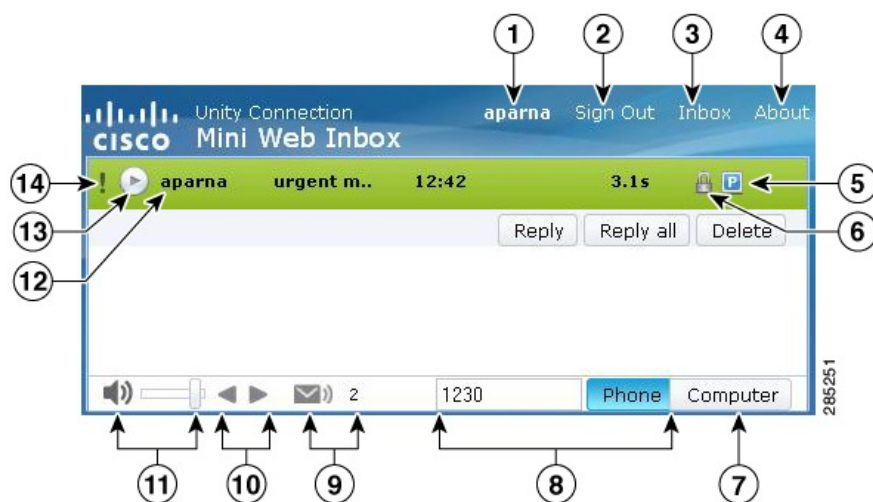 1 2 3 4
Unity Connection
aparna Sign Out Inbox About
CISCO Mini Web Inbox
14 ! aparna urgent m.. 12:42 3.1s P 5
13 Reply Reply all Delete 6
12
2 1230 Phone Computer
285251
11 10 9 8 7